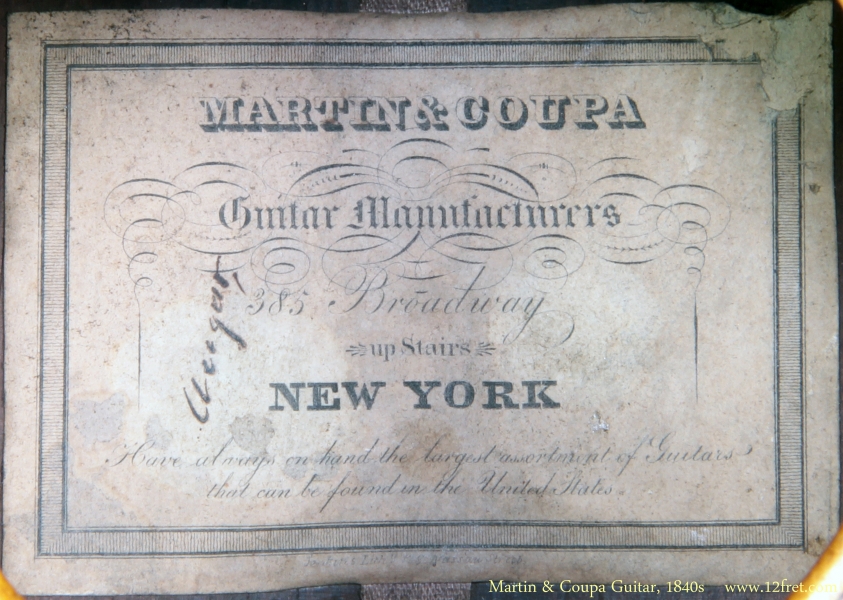 MARTIN & COUPA
Guitar Manufacturers
385 Broadway
up Stairs
NEW YORK
Have always on hand the largest assortment of Guitars
that can be found in the United States.
Martin & Coupa Guitar, 1840s www.12fret.com